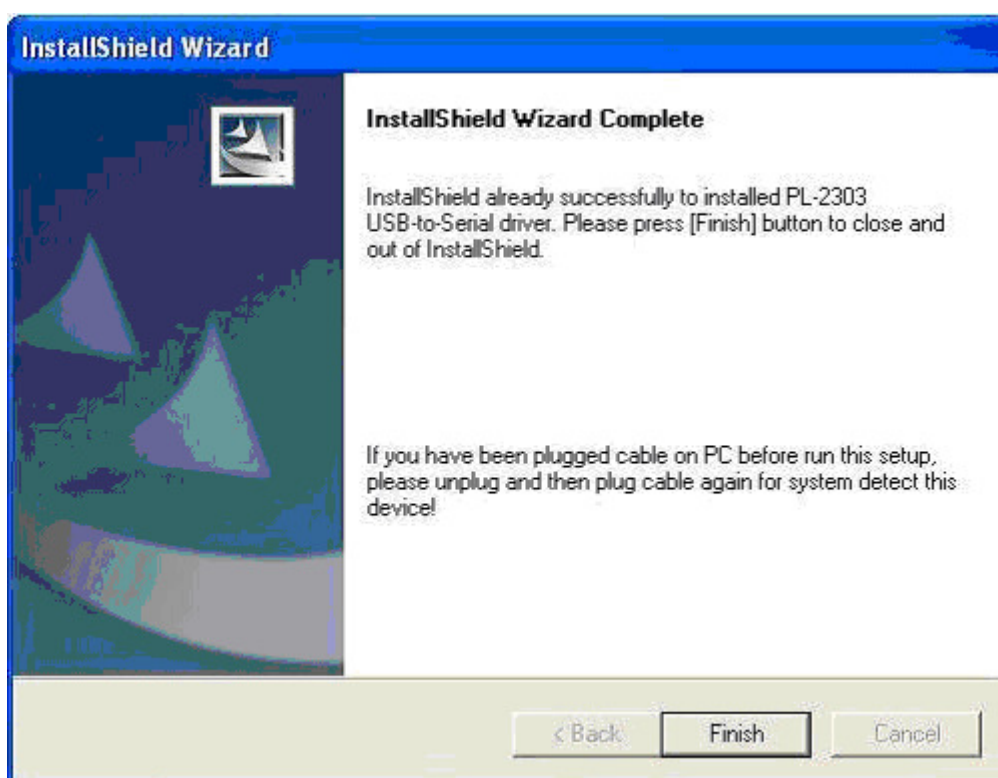 InstallShield Wizard
InstallShield Wizard Complete
InstallShield already successfully to installed PL-2303
USB-to-Serial driver. Please press [Finish] button to close and
out of InstallShield.
If you have been plugged cable on PC before run this setup,
please unplug and then plug cable again for system detect this
device!
< Back
Finish
Cancel